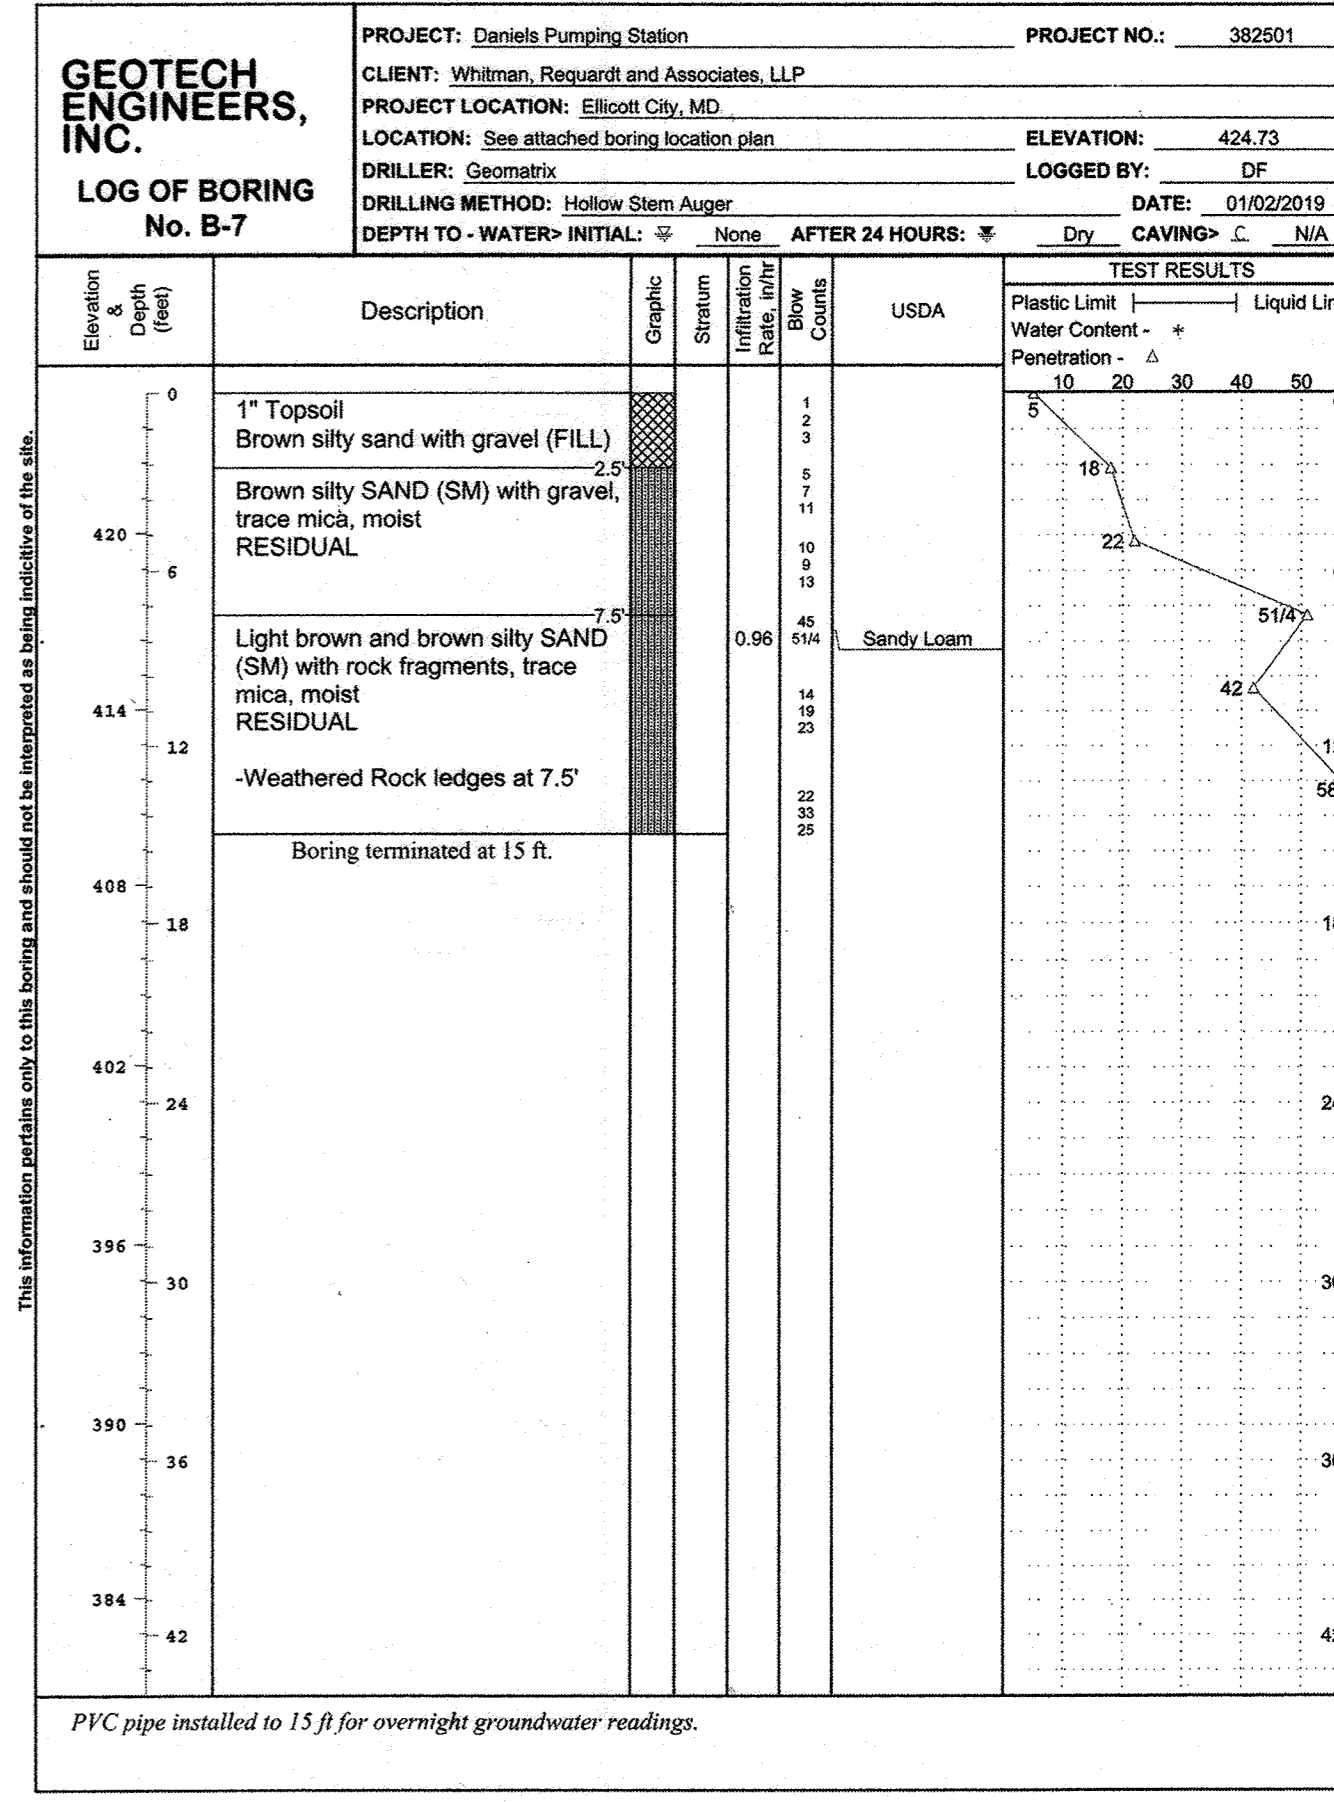 GEOTECH
ENGINEERS,
INC.
LOG OF BORING
No. B-7
PROJECT: Daniels Pumping Station PROJECT NO.: 382501
CLIENT: Whitman, Requardt and Associates, LLP
PROJECT LOCATION: Ellicott City, MD
LOCATION: See attached boring location plan ELEVATION: 424.73
DRILLER: Geomatrix LOGGED BY: DF
DRILLING METHOD: Hollow Stem Auger DATE: 01/02/2019
DEPTH TO - WATER> INITIAL: None AFTER 24 HOURS: Dry CAVING> C N/A
Elevation
&
Depth
(feet)
Description
Graphic
Stratum
Infiltration
Rate, in/hr
Blow
Counts
USDA
TEST RESULTS
Plastic Limit Liquid Lim
Water Content - *
Penetration - △
10 20 30 40 50
0
1" Topsoil
Brown silty sand with gravel (FILL)
1
2
3
5
2.5'
Brown silty SAND (SM) with gravel,
trace mica, moist
RESIDUAL
5
7
11
18
420
10
9
13
22
6
7.5'
Light brown and brown silty SAND
(SM) with rock fragments, trace
mica, moist
RESIDUAL
0.96
45
51/4
Sandy Loam
51/4
414
14
19
23
42
12
-Weathered Rock ledges at 7.5'
22
33
25
58
Boring terminated at 15 ft.
408
18
402
24
396
30
390
36
384
42
This information pertains only to this boring and should not be interpreted as being indicitive of the site.
PVC pipe installed to 15 ft for overnight groundwater readings.